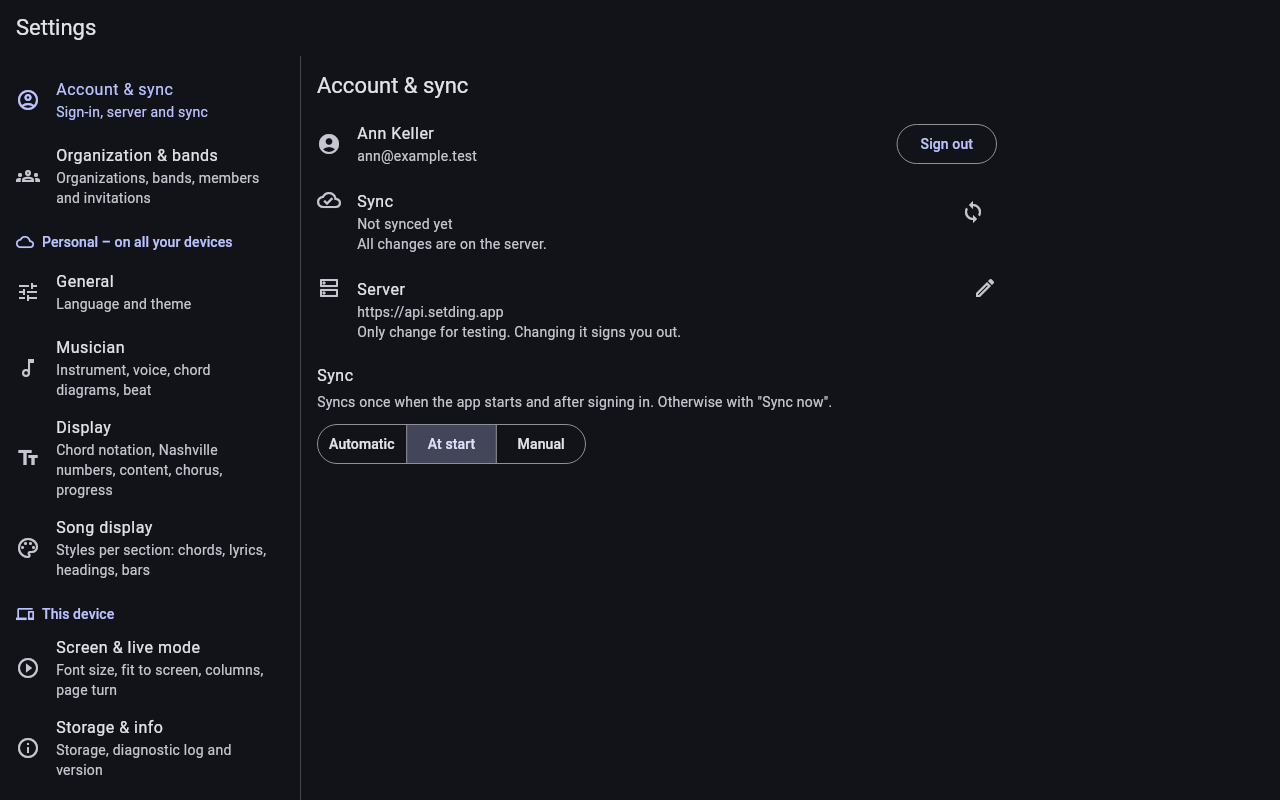 Settings
Account & sync
Sign-in, server and sync
Organization & bands
Organizations, bands, members
and invitations
Personal – on all your devices
General
Language and theme
Musician
Instrument, voice, chord
diagrams, beat
Display
Chord notation, Nashville
numbers, content, chorus,
progress
Song display
Styles per section: chords, lyrics,
headings, bars
This device
Screen & live mode
Font size, fit to screen, columns,
page turn
Storage & info
Storage, diagnostic log and
version
Account & sync
Ann Keller
ann@example.test
Sign out
Sync
Not synced yet
All changes are on the server.
Server
https://api.setding.app
Only change for testing. Changing it signs you out.
Sync
Syncs once when the app starts and after signing in. Otherwise with "Sync now".
Automatic
At start
Manual